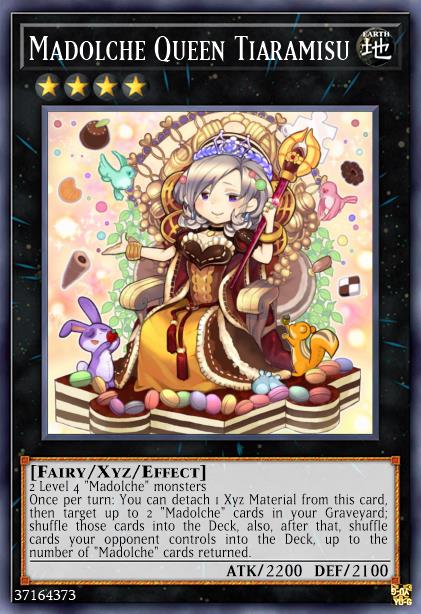 Madolche Queen Tiaramisu
EARTH
地
[Fairy/Xyz/Effect]
2 Level 4 "Madolche" monsters
Once per turn: You can detach 1 Xyz Material from this card,
then target up to 2 "Madolche" cards in your Graveyard;
shuffle those cards into the Deck, also, after that, shuffle
cards your opponent controls into the Deck, up to the
number of "Madolche" cards returned.
ATK/2200 DEF/2100
37164373